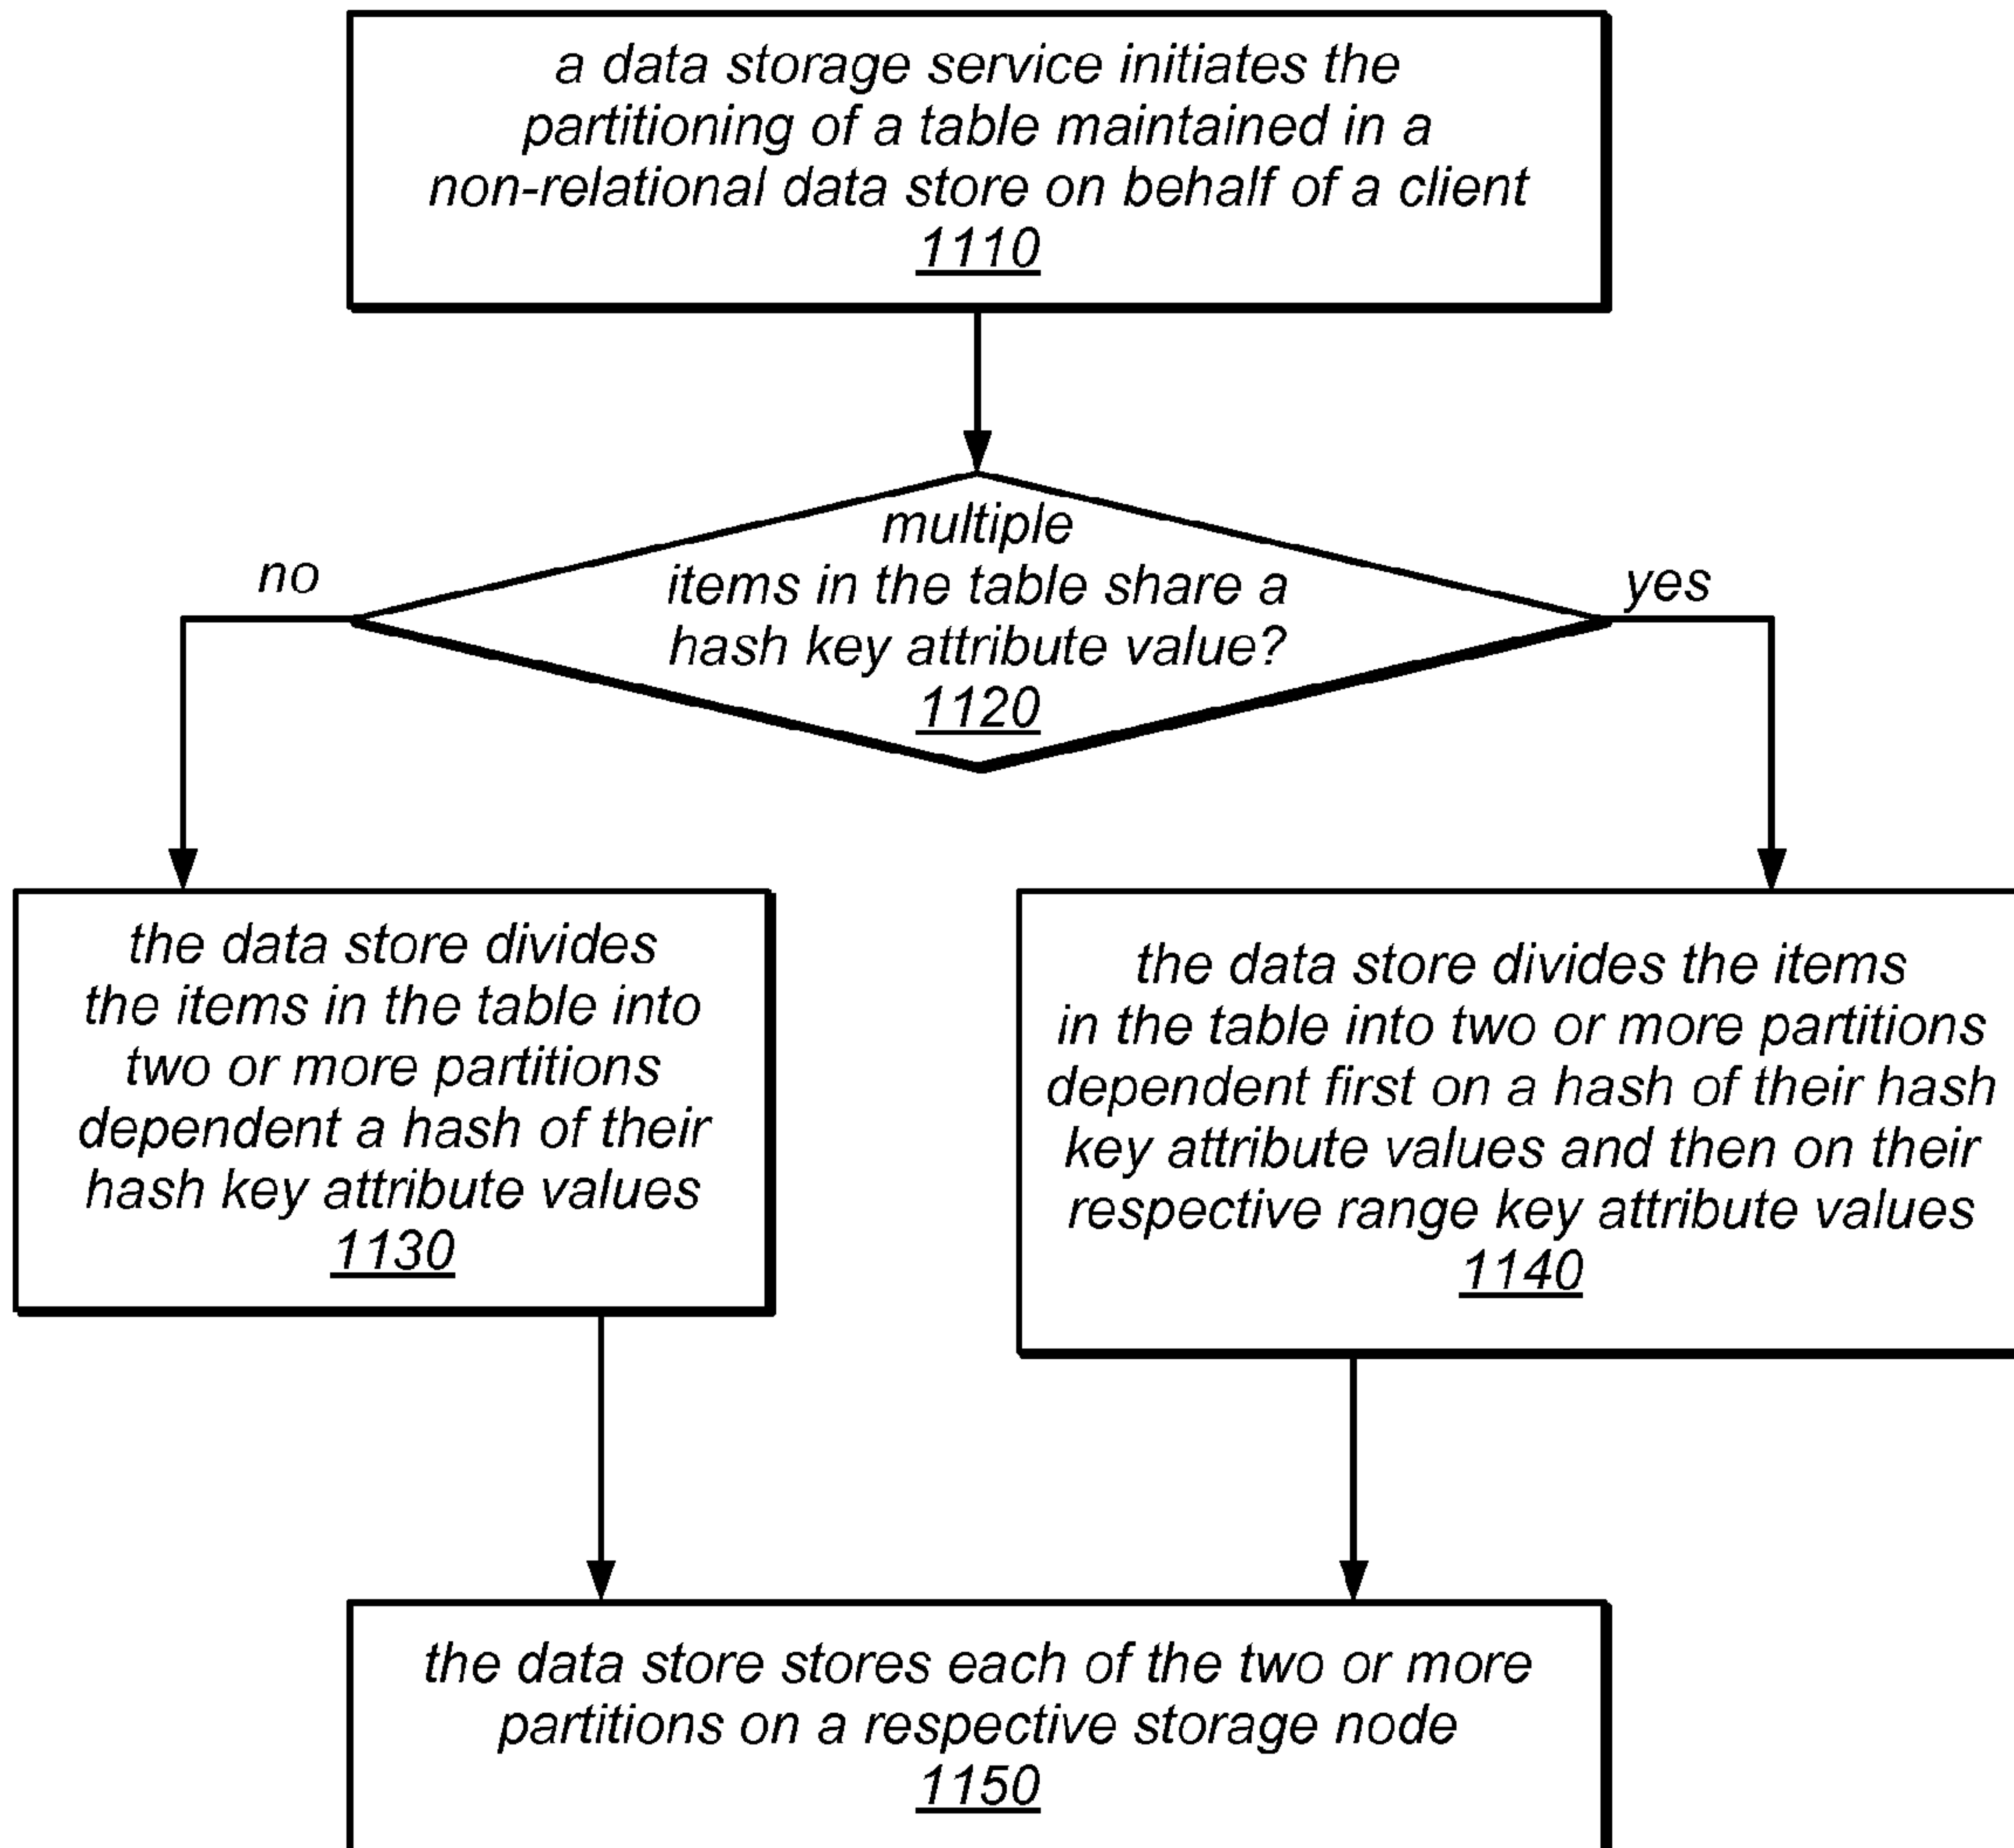 a data storage service initiates the
partitioning of a table maintained in a
non-relational data store on behalf of a client
1110
multiple
items in the table share a
hash key attribute value?
1120
no
yes
the data store divides
the items in the table into
two or more partitions
dependent a hash of their
hash key attribute values
1130
the data store divides the items
in the table into two or more partitions
dependent first on a hash of their hash
key attribute values and then on their
respective range key attribute values
1140
the data store stores each of the two or more
partitions on a respective storage node
1150